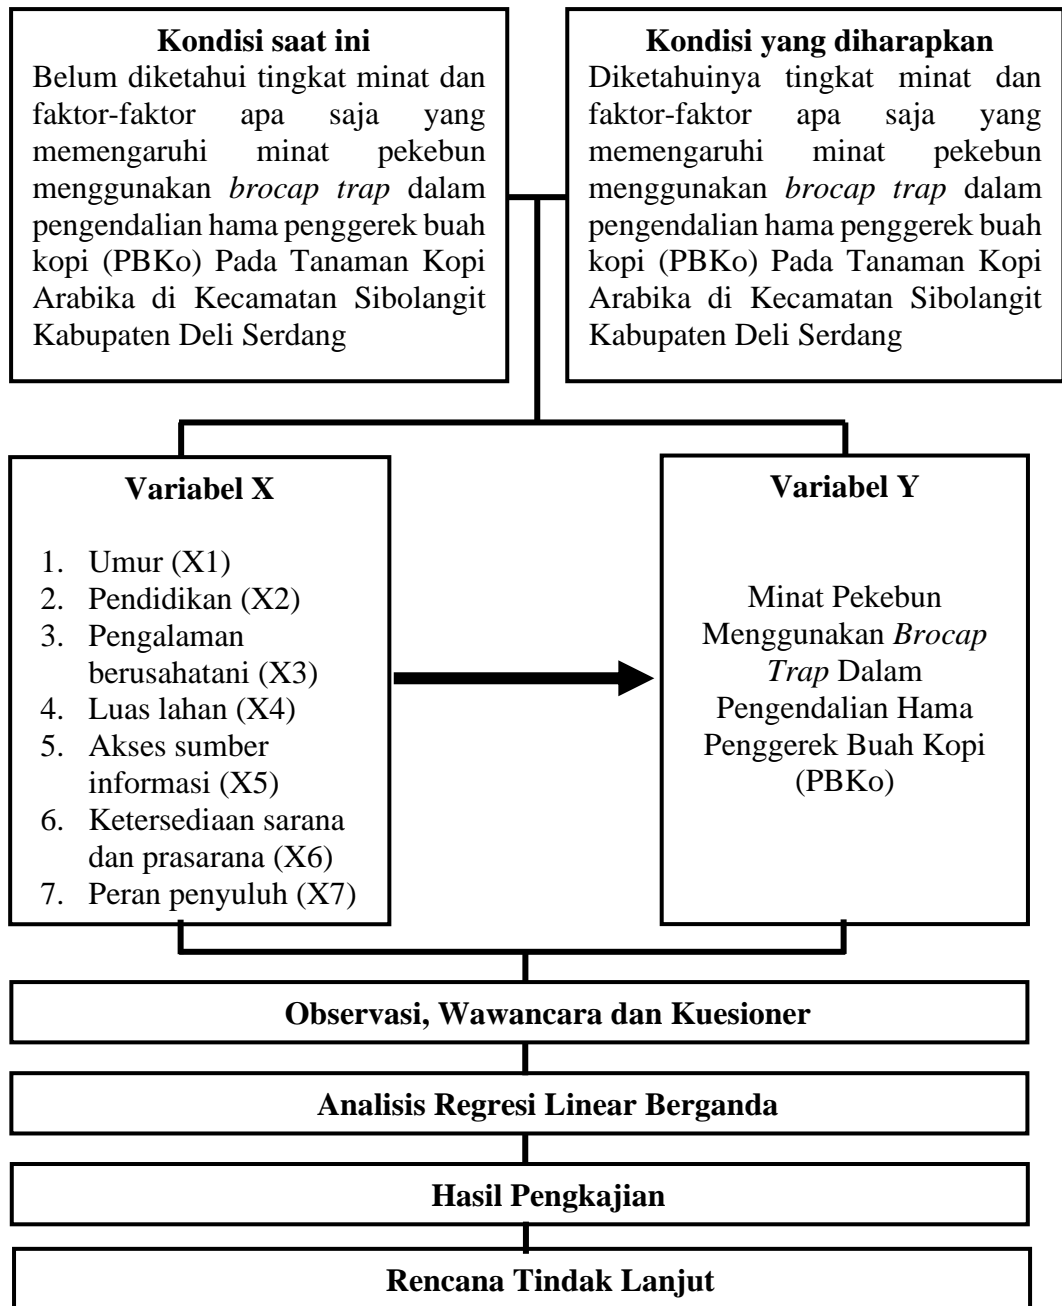 Kondisi saat ini
Belum diketahui tingkat minat dan
faktor-faktor apa saja yang
memengaruhi minat pekebun
menggunakan brocap trap dalam
pengendalian hama penggerek buah
kopi (PBKo) Pada Tanaman Kopi
Arabika di Kecamatan Sibolangit
Kabupaten Deli Serdang
Kondisi yang diharapkan
Diketahuinya tingkat minat dan
faktor-faktor apa saja yang
memengaruhi minat pekebun
menggunakan brocap trap dalam
pengendalian hama penggerek buah
kopi (PBKo) Pada Tanaman Kopi
Arabika di Kecamatan Sibolangit
Kabupaten Deli Serdang
Variabel X
1. Umur (X1)
2. Pendidikan (X2)
3. Pengalaman
berusahatani (X3)
4. Luas lahan (X4)
5. Akses sumber
informasi (X5)
6. Ketersediaan sarana
dan prasarana (X6)
7. Peran penyuluh (X7)
Variabel Y
Minat Pekebun
Menggunakan Brocap
Trap Dalam
Pengendalian Hama
Penggerek Buah Kopi
(PBKo)
Observasi, Wawancara dan Kuesioner
Analisis Regresi Linear Berganda
Hasil Pengkajian
Rencana Tindak Lanjut